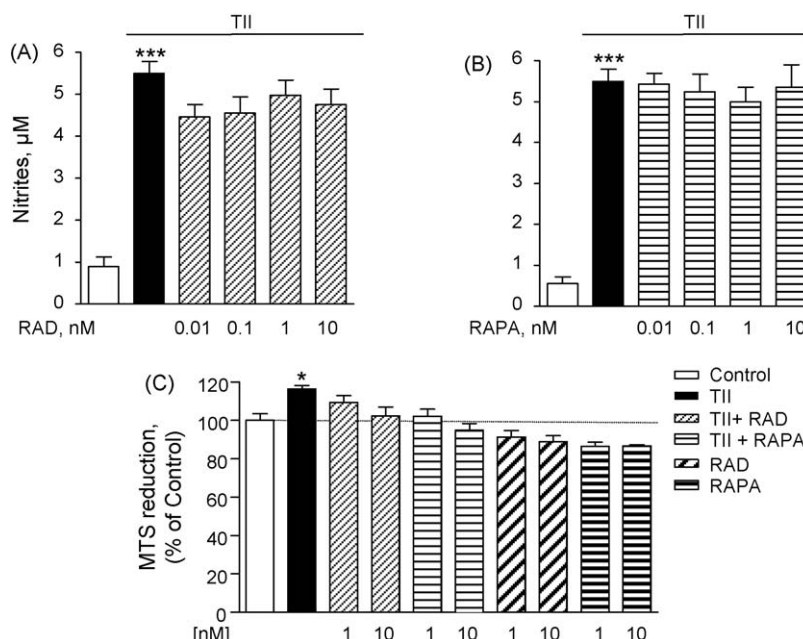 (A)
TII
***
Nitrites, µM
6
5
4
3
2
1
0
RAD, nM 0.01 0.1 1 10
(B)
TII
***
6
5
4
3
2
1
0
RAPA, nM 0.01 0.1 1 10
(C)
*
MTS reduction,
(% of Control)
120
100
80
60
40
20
0
[nM] 1 10 1 10 1 10 1 10
Control
TII
TII+ RAD
TII + RAPA
RAD
RAPA